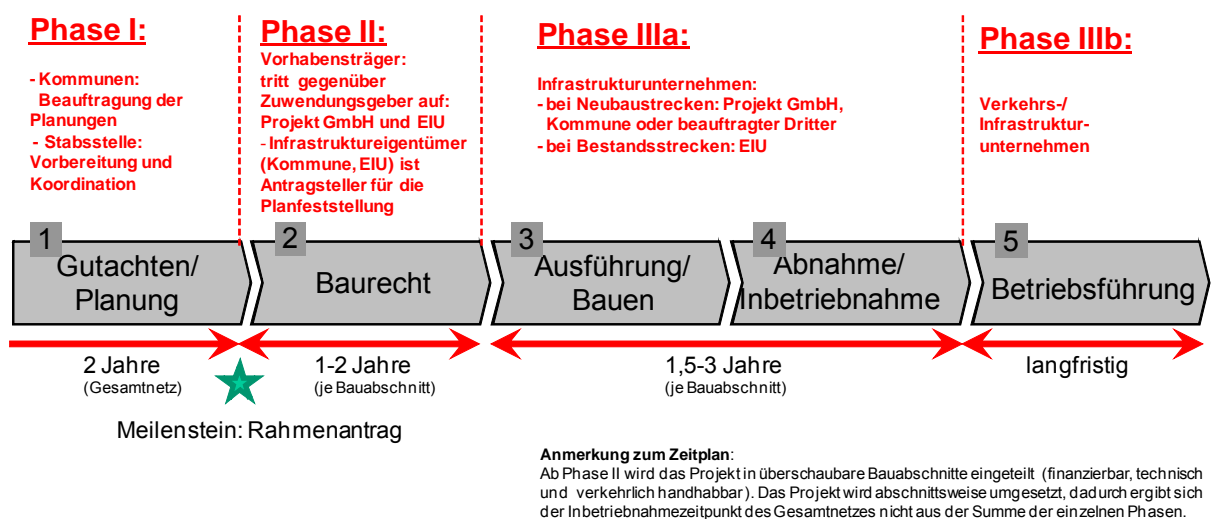 Phase I:
- Kommunen:
Beauftragung der
Planungen
- Stabsstelle:
Vorbereitung und
Koordination
Phase II:
Vorhabensträger:
tritt gegenüber
Zuwendungsgeber auf:
Projekt GmbH und EIU
- Infrastruktureigentümer
(Kommune, EIU) ist
Antragsteller für die
Planfeststellung
Phase IIIa:
Infrastrukturunternehmen:
- bei Neubaustrecken: Projekt GmbH,
Kommune oder beauftragter Dritter
- bei Bestandsstrecken: EIU
Phase IIIb:
Verkehrs-/
Infrastruktur-
unternehmen
1
Gutachten/
Planung
2
Baurecht
3
Ausführung/
Bauen
4
Abnahme/
Inbetriebnahme
5
Betriebsführung
2 Jahre
(Gesamtnetz)
1-2 Jahre
(je Bauabschnitt)
1,5-3 Jahre
(je Bauabschnitt)
langfristig
Meilenstein: Rahmenantrag
Anmerkung zum Zeitplan:
Ab Phase II wird das Projekt in überschaubare Bauabschnitte eingeteilt (finanzierbar, technisch
und verkehrlich handhabbar). Das Projekt wird abschnittsweise umgesetzt, dadurch ergibt sich
der Inbetriebnahmezeitpunkt des Gesamtnetzes nicht aus der Summe der einzelnen Phasen.